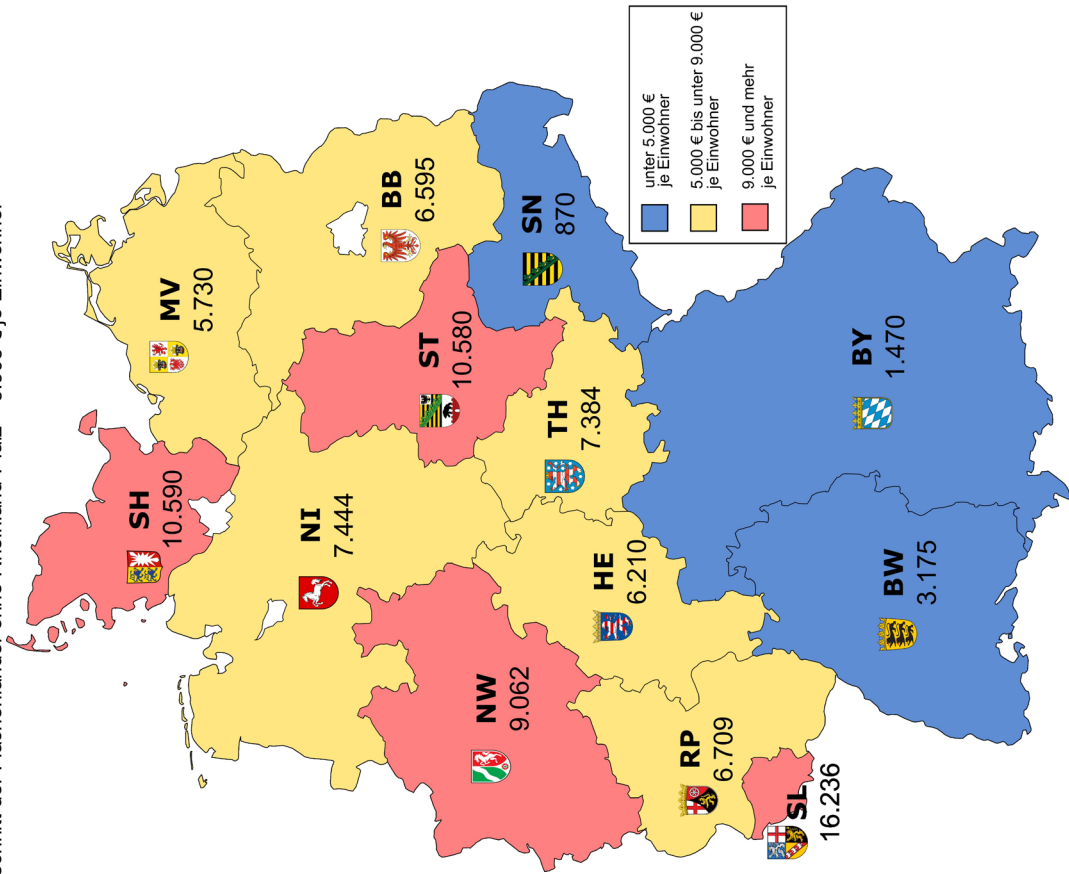 SH
10.590
MV
5.730
NI
7.444
BB
6.595
ST
10.580
NW
9.062
SN
870
TH
7.384
HE
6.210
RP
6.709
SL
16.236
BY
1.470
BW
3.175
unter 5.000 €
je Einwohner
5.000 € bis unter 9.000 €
je Einwohner
9.000 € und mehr
je Einwohner